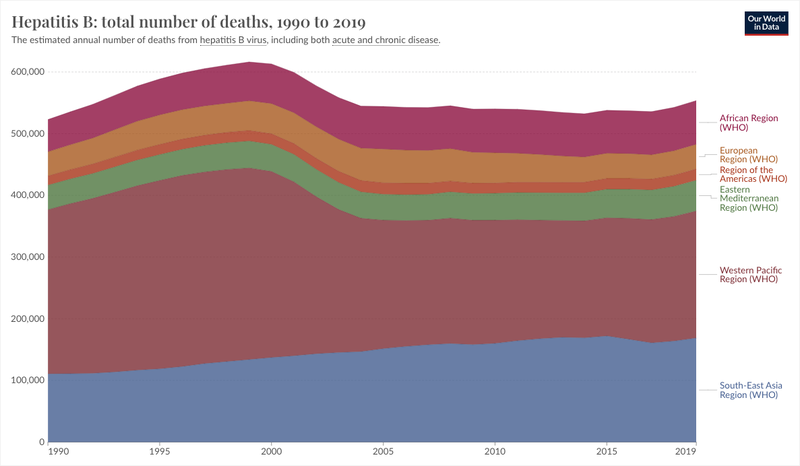 Hepatitis B: total number of deaths, 1990 to 2019
The estimated annual number of deaths from hepatitis B virus, including both acute and chronic disease.
Our World
in Data
600,000
500,000
400,000
300,000
200,000
100,000
0
1990
1995
2000
2005
2010
2015
2019
African Region
(WHO)
European
Region (WHO)
Region of the
Americas (WHO)
Eastern
Mediterranean
Region (WHO)
Western Pacific
Region (WHO)
South-East Asia
Region (WHO)